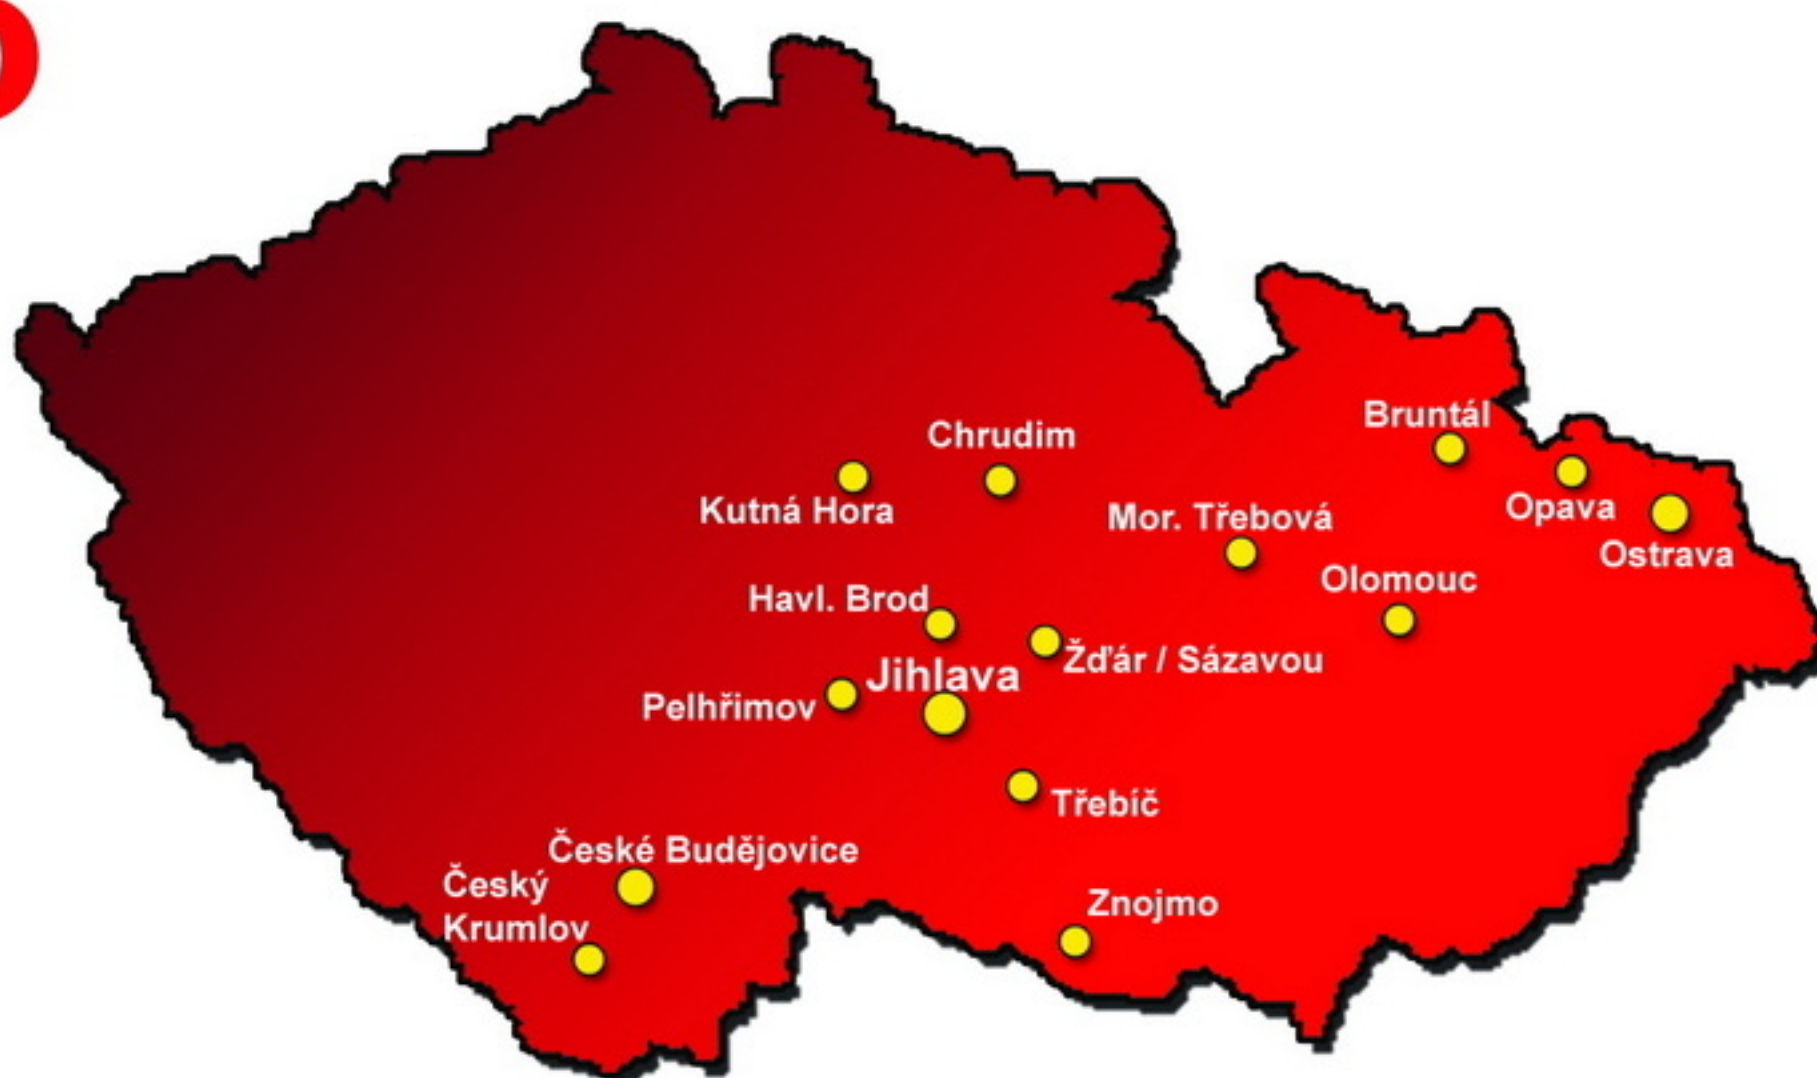 Bruntál
Chrudim
Opava
Kutná Hora
Mor. Třebová
Ostrava
Olomouc
Havl. Brod
Žďár / Sázavou
Jihlava
Pelhřimov
Třebíč
České Budějovice
Český
Krumlov
Znojmo